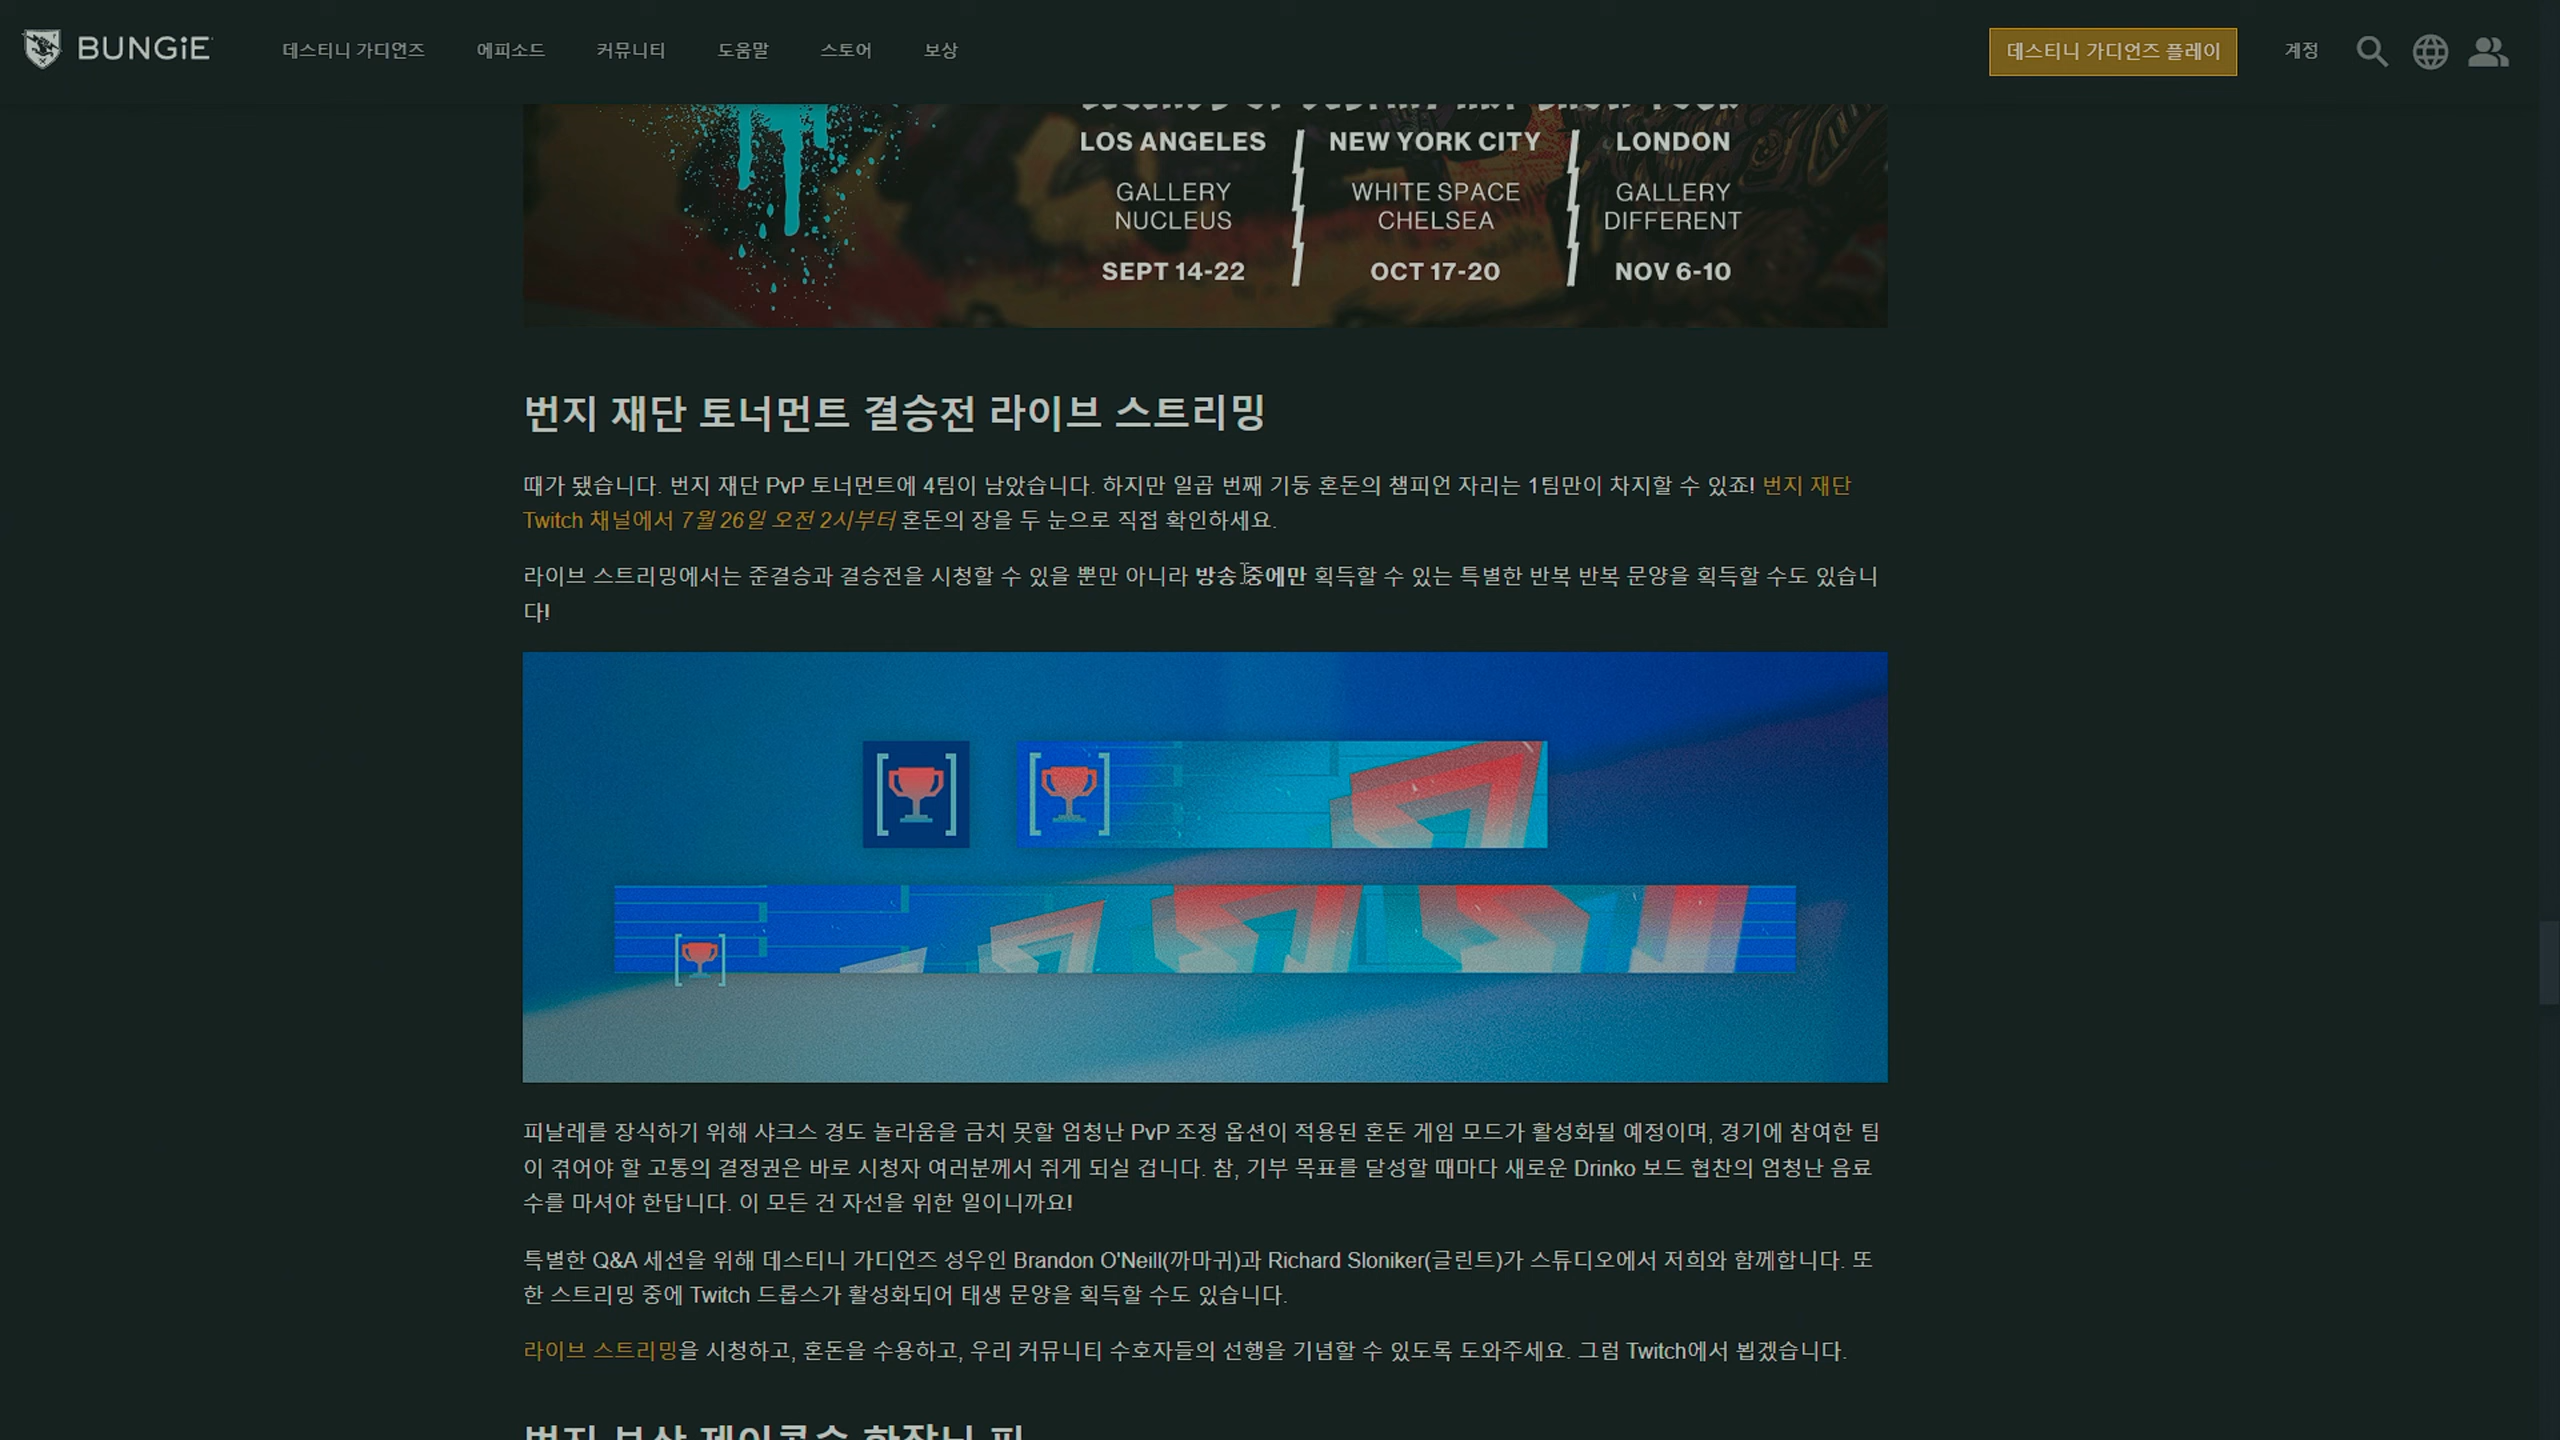 BUNGiE 데스티니 가디언즈 에피소드 커뮤니티 도움말 스토어 보상 데스티니 가디언즈 플레이 계정
LOS ANGELES NEW YORK CITY LONDON
GALLERY WHITE SPACE GALLERY
NUCLEUS CHELSEA DIFFERENT
SEPT 14-22 OCT 17-20 NOV 6-10
번지 재단 토너먼트 결승전 라이브 스트리밍
때가 됐습니다. 번지 재단 PvP 토너먼트에 4팀이 남았습니다. 하지만 일곱 번째 기둥 혼돈의 챔피언 자리는 1팀만이 차지할 수 있죠! 번지 재단
Twitch 채널에서 7월 26일 오전 2시부터 혼돈의 장을 두 눈으로 직접 확인하세요.
라이브 스트리밍에서는 준결승과 결승전을 시청할 수 있을 뿐만 아니라 방송 중에만 획득할 수 있는 특별한 반복 반복 문양을 획득할 수도 있습니
다!
피날레를 장식하기 위해 샤크스 경도 놀라움을 금치 못할 엄청난 PvP 조정 옵션이 적용된 혼돈 게임 모드가 활성화될 예정이며, 경기에 참여한 팀
이 겪어야 할 고통의 결정권은 바로 시청자 여러분께서 쥐게 되실 겁니다. 참, 기부 목표를 달성할 때마다 새로운 Drinko 보드 협찬의 엄청난 음료
수를 마셔야 한답니다. 이 모든 건 자선을 위한 일이니까요!
특별한 Q&A 세션을 위해 데스티니 가디언즈 성우인 Brandon O'Neill(까마귀)과 Richard Sloniker(글린트)가 스튜디오에서 저희와 함께합니다. 또
한 스트리밍 중에 Twitch 드롭스가 활성화되어 태생 문양을 획득할 수도 있습니다.
라이브 스트리밍을 시청하고, 혼돈을 수용하고, 우리 커뮤니티 수호자들의 선행을 기념할 수 있도록 도와주세요. 그럼 Twitch에서 뵙겠습니다.